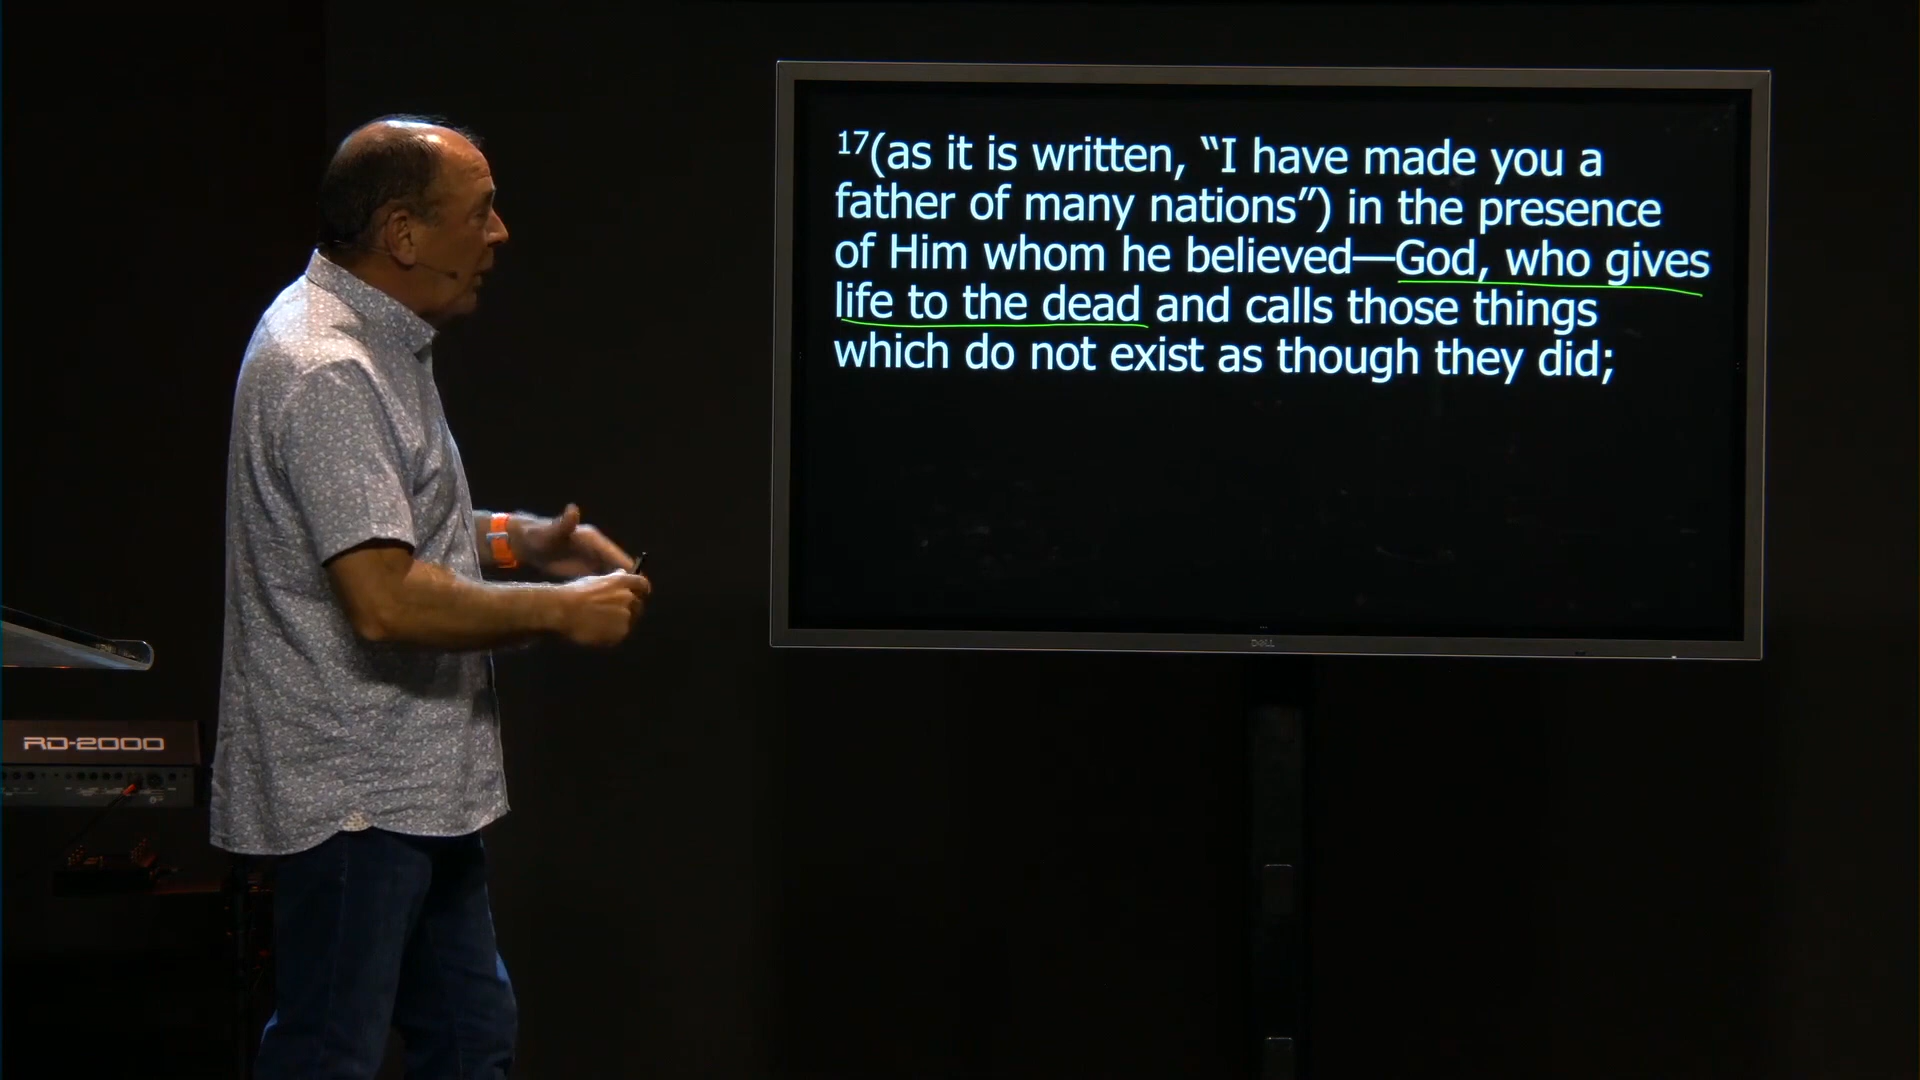 17(as it is written, “I have made you a
father of many nations”) in the presence
of Him whom he believed—God, who gives
life to the dead and calls those things
which do not exist as though they did;
DELL
RD-2000